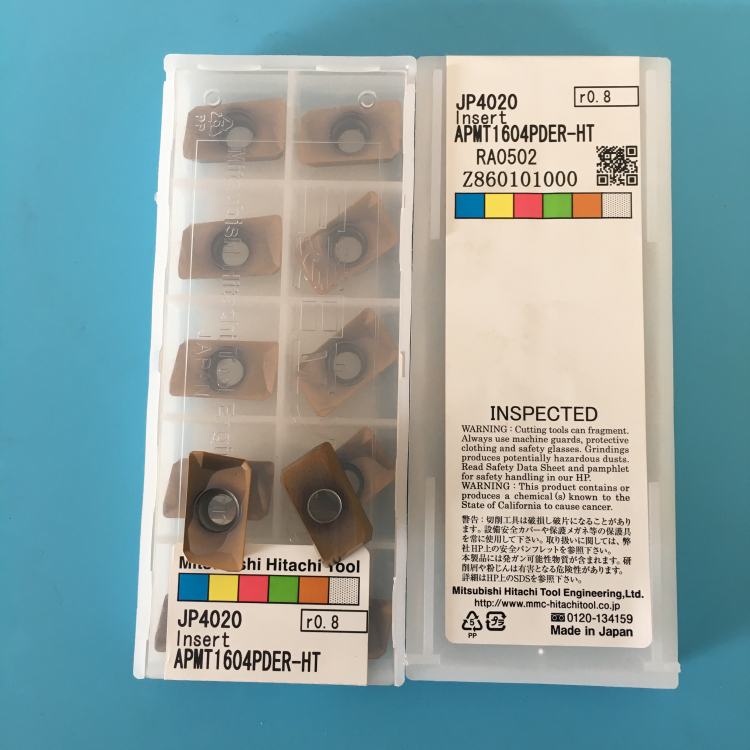 PP
Mitsubishi Hitachi Tool
JAPAN
Mitsubishi Hitachi Tool
JP4020
r0.8
Insert
APMT1604PDER-HT
JP4020
r0.8
Insert
APMT1604PDER-HT
RA0502
Z860101000
INSPECTED
WARNING : Cutting tools can fragment.
Always use machine guards, protective
clothing and safety glasses. Grindings
produces potentially hazardous dusts.
Read Safety Data Sheet and pamphlet
for safety handling in our HP.
WARNING : This product contains or
produces a chemical(s) known to the
State of California to cause cancer.
警告：切削工具は破損し破片になることがあり
ます。設備安全カバーや保護メガネ等の保護具
を常に使用して下さい。取り扱いに関しては、弊
社HP上の安全パンフレットを参照下さい。
本製品には発ガン可能性物質が含まれます。研
削屑や粉じんは有害となる危険性があります。
詳細はHP上のSDSを参照下さい。
Mitsubishi Hitachi Tool Engineering,Ltd.
http://www.mmc-hitachitool.co.jp
0120-134159
5
PP
プラ
Made in Japan